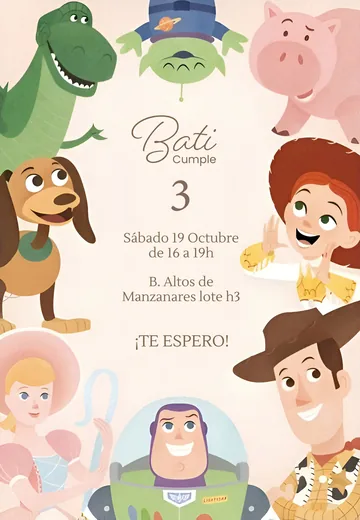 Bati
Cumple
3
Sábado 19 Octubre
de 16 a 19h
B. Altos de
Manzanares lote h3
¡TE ESPERO!